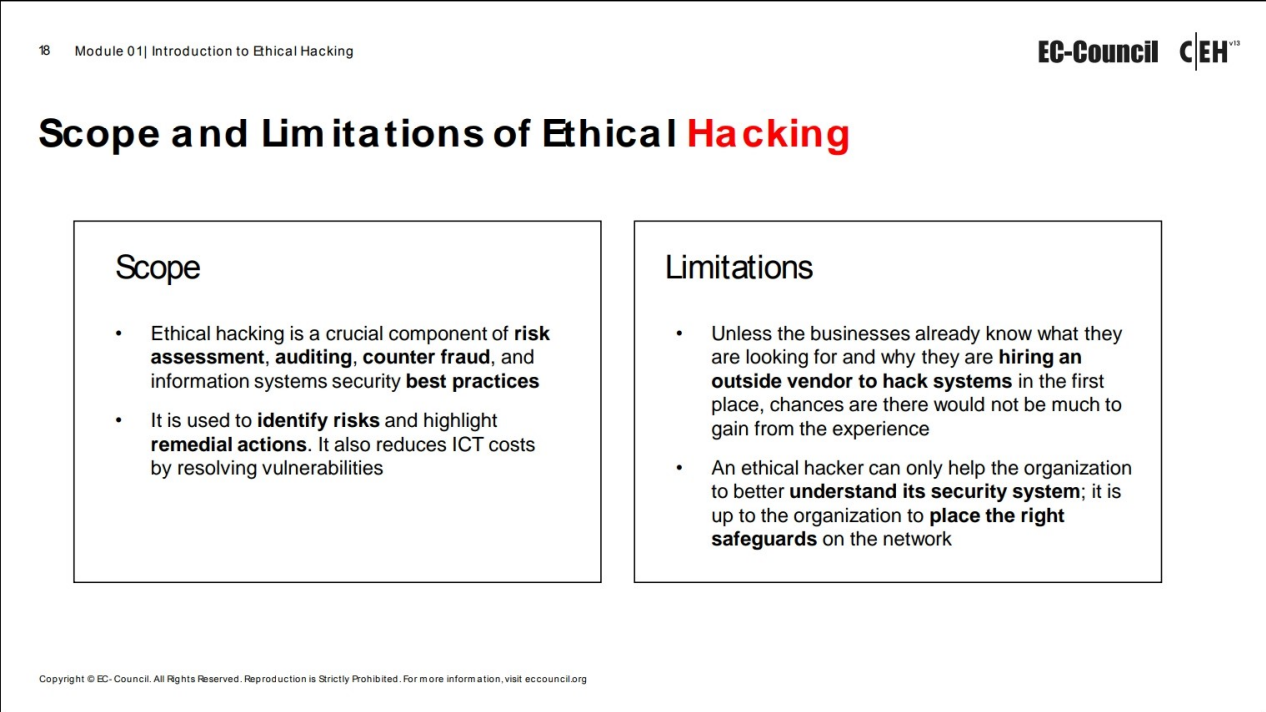 18 Module 01| Introduction to Ethical Hacking
EC-Council C|EH v13
Scope and Limitations of Ethical Hacking
Scope
• Ethical hacking is a crucial component of risk
assessment, auditing, counter fraud, and
information systems security best practices
• It is used to identify risks and highlight
remedial actions. It also reduces ICT costs
by resolving vulnerabilities
Limitations
• Unless the businesses already know what they
are looking for and why they are hiring an
outside vendor to hack systems in the first
place, chances are there would not be much to
gain from the experience
• An ethical hacker can only help the organization
to better understand its security system; it is
up to the organization to place the right
safeguards on the network
Copyright © EC- Council. All Rights Reserved. Reproduction is Strictly Prohibited. For more information, visit eccouncil.org